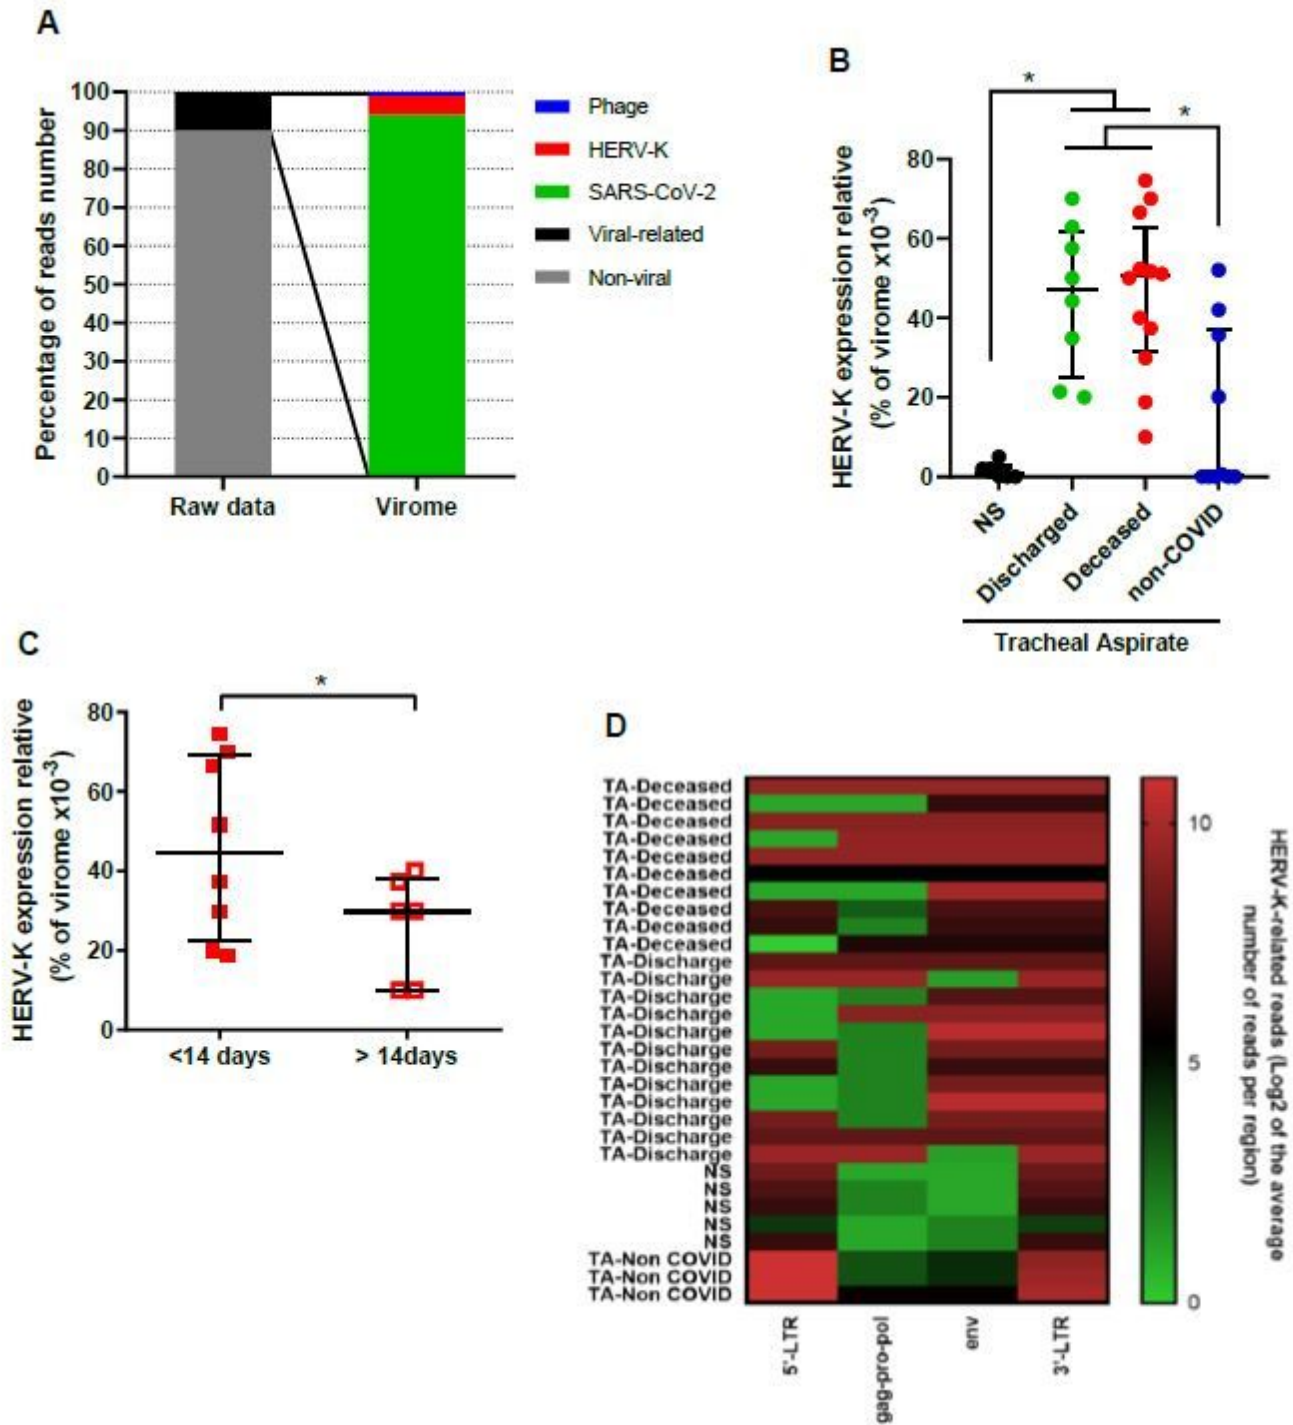 A
Percentage of reads number
100
90
80
70
60
50
40
30
20
10
0
Raw data
Virome
Phage
HERV-K
SARS-CoV-2
Viral-related
Non-viral
B
*
*
HERV-K expression relative
(% of virome x10-3)
80
60
40
20
0
NS
Discharged
Deceased
non-COVID
Tracheal Aspirate
C
*
HERV-K expression relative
(% of virome x10-3)
80
60
40
20
0
<14 days
> 14days
D
TA-Deceased
TA-Deceased
TA-Deceased
TA-Deceased
TA-Deceased
TA-Deceased
TA-Deceased
TA-Deceased
TA-Deceased
TA-Deceased
TA-Discharge
TA-Discharge
TA-Discharge
TA-Discharge
TA-Discharge
TA-Discharge
TA-Discharge
TA-Discharge
TA-Discharge
TA-Discharge
TA-Discharge
TA-Discharge
NS
NS
NS
NS
NS
TA-Non COVID
TA-Non COVID
TA-Non COVID
5'-LTR
gag-pro-pol
env
3'-LTR
10
5
0
HERV-K-related reads (Log2 of the average
number of reads per region)